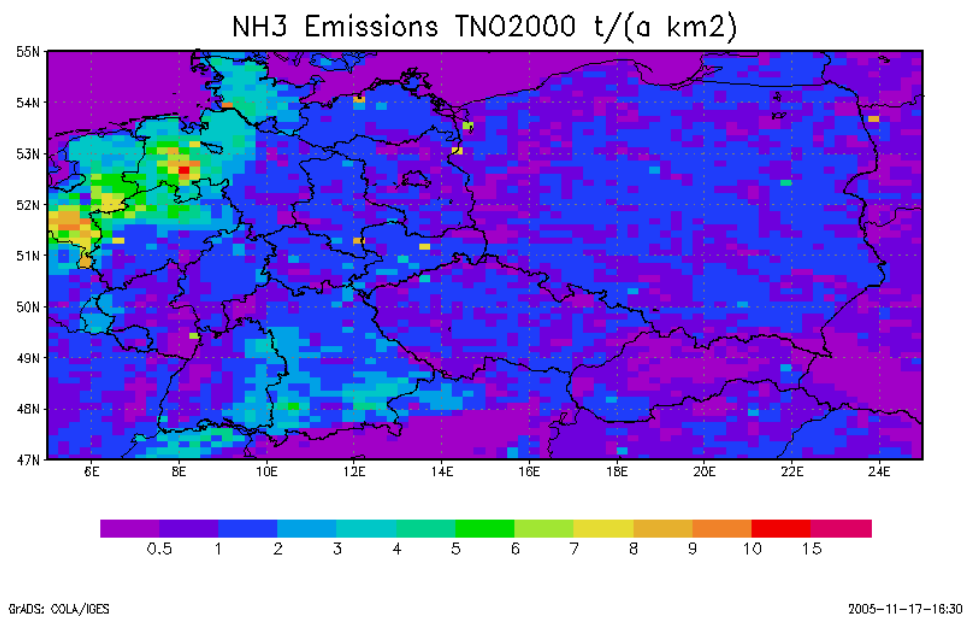 NH3 Emissions TNO2000 t/(a km2)
55N
54N
53N
52N
51N
50N
49N
48N
47N
6E 8E 10E 12E 14E 16E 18E 20E 22E 24E
0.5 1 2 3 4 5 6 7 8 9 10 15
GrADS: COLA/IGES 2005-11-17-16:30